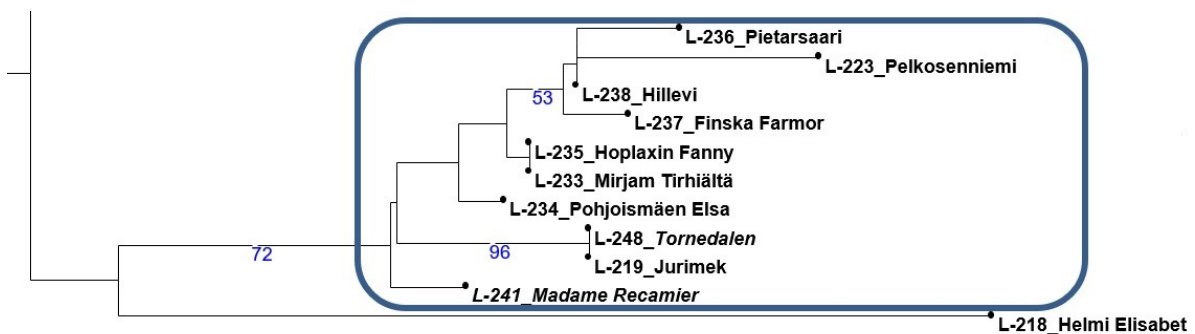 L-236_Pietarsaari
L-223_Pelkosenniemi
L-238_Hillevi
53
L-237_Finska Farmor
L-235_Hoplaxin Fanny
L-233_Mirjam Tirhiältä
L-234_Pohjoismäen Elsa
L-248_Tornedalen
72
96
L-219_Jurimek
L-241_Madame Recamier
L-218_Helmi Elisabet